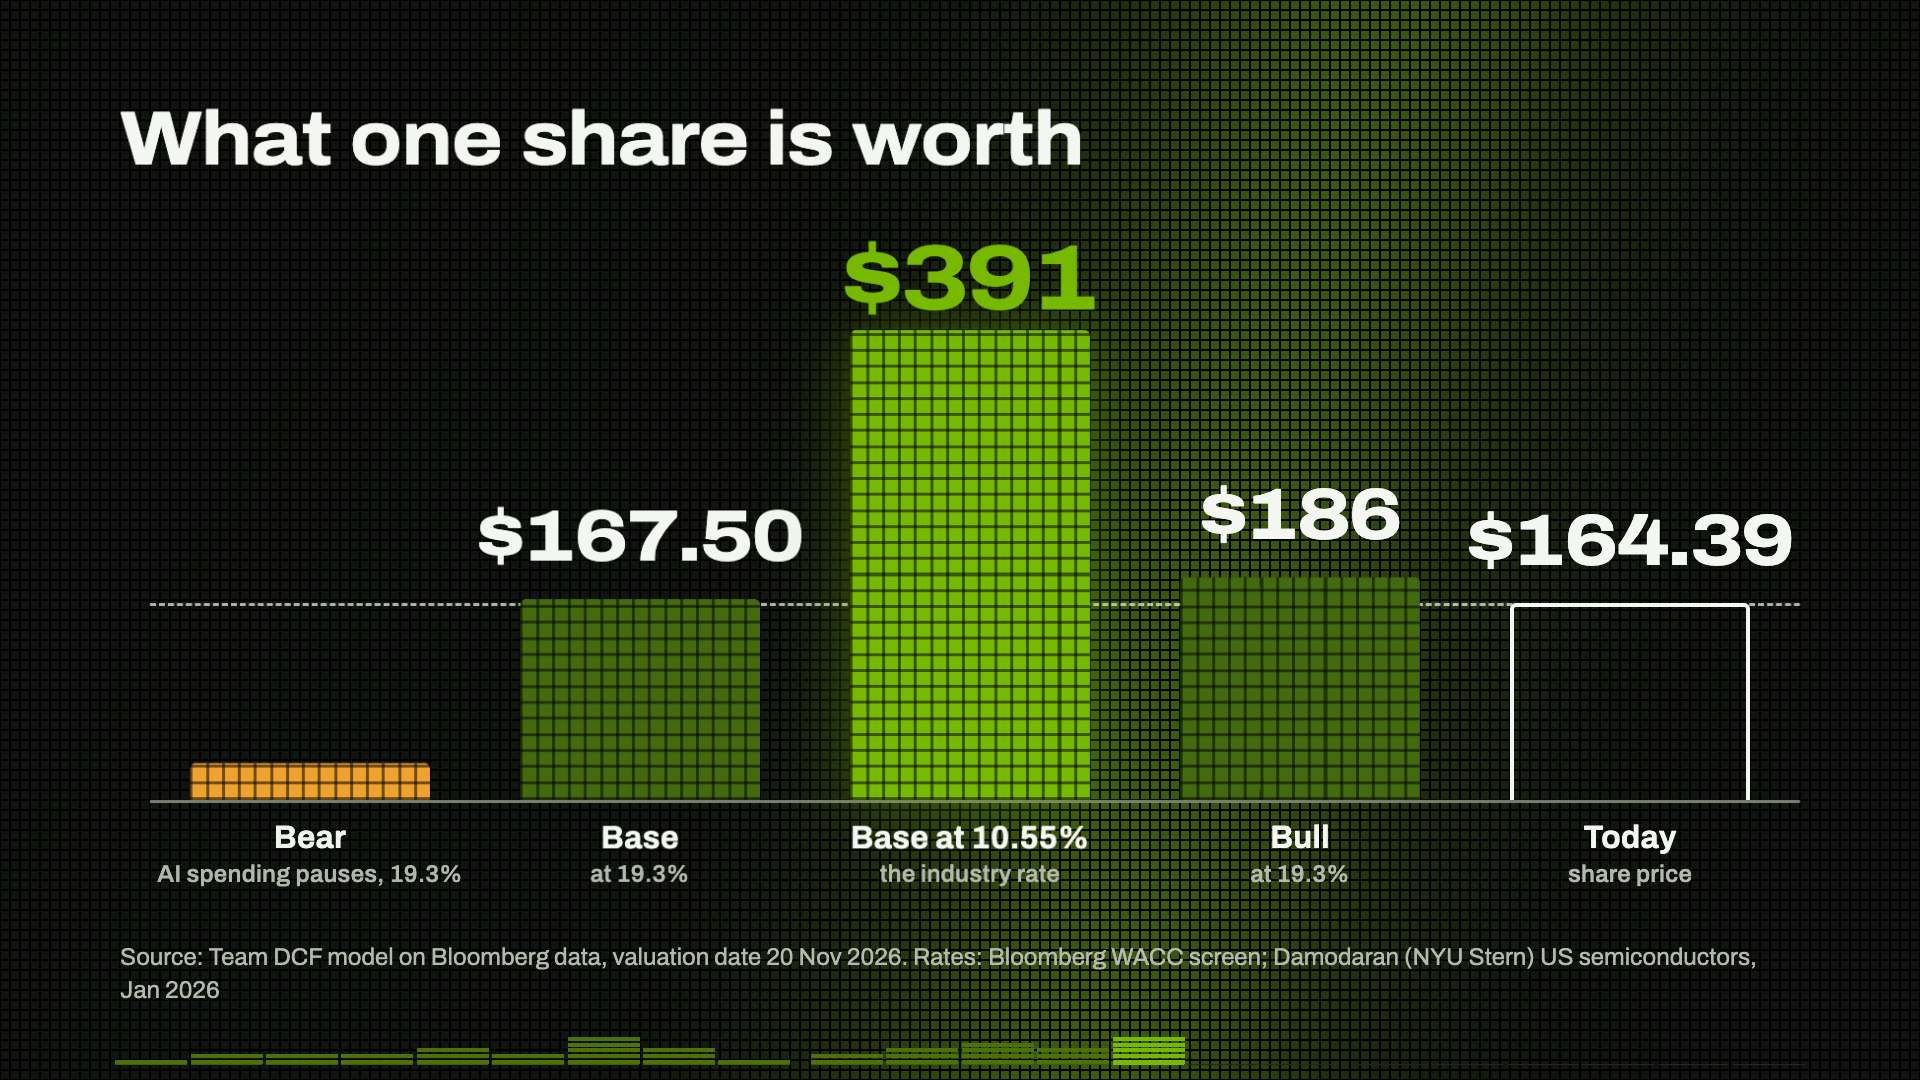 What one share is worth
$391
$167.50
$186
$164.39
Bear
AI spending pauses, 19.3%
Base
at 19.3%
Base at 10.55%
the industry rate
Bull
at 19.3%
Today
share price
Source: Team DCF model on Bloomberg data, valuation date 20 Nov 2026. Rates: Bloomberg WACC screen; Damodaran (NYU Stern) US semiconductors,
Jan 2026